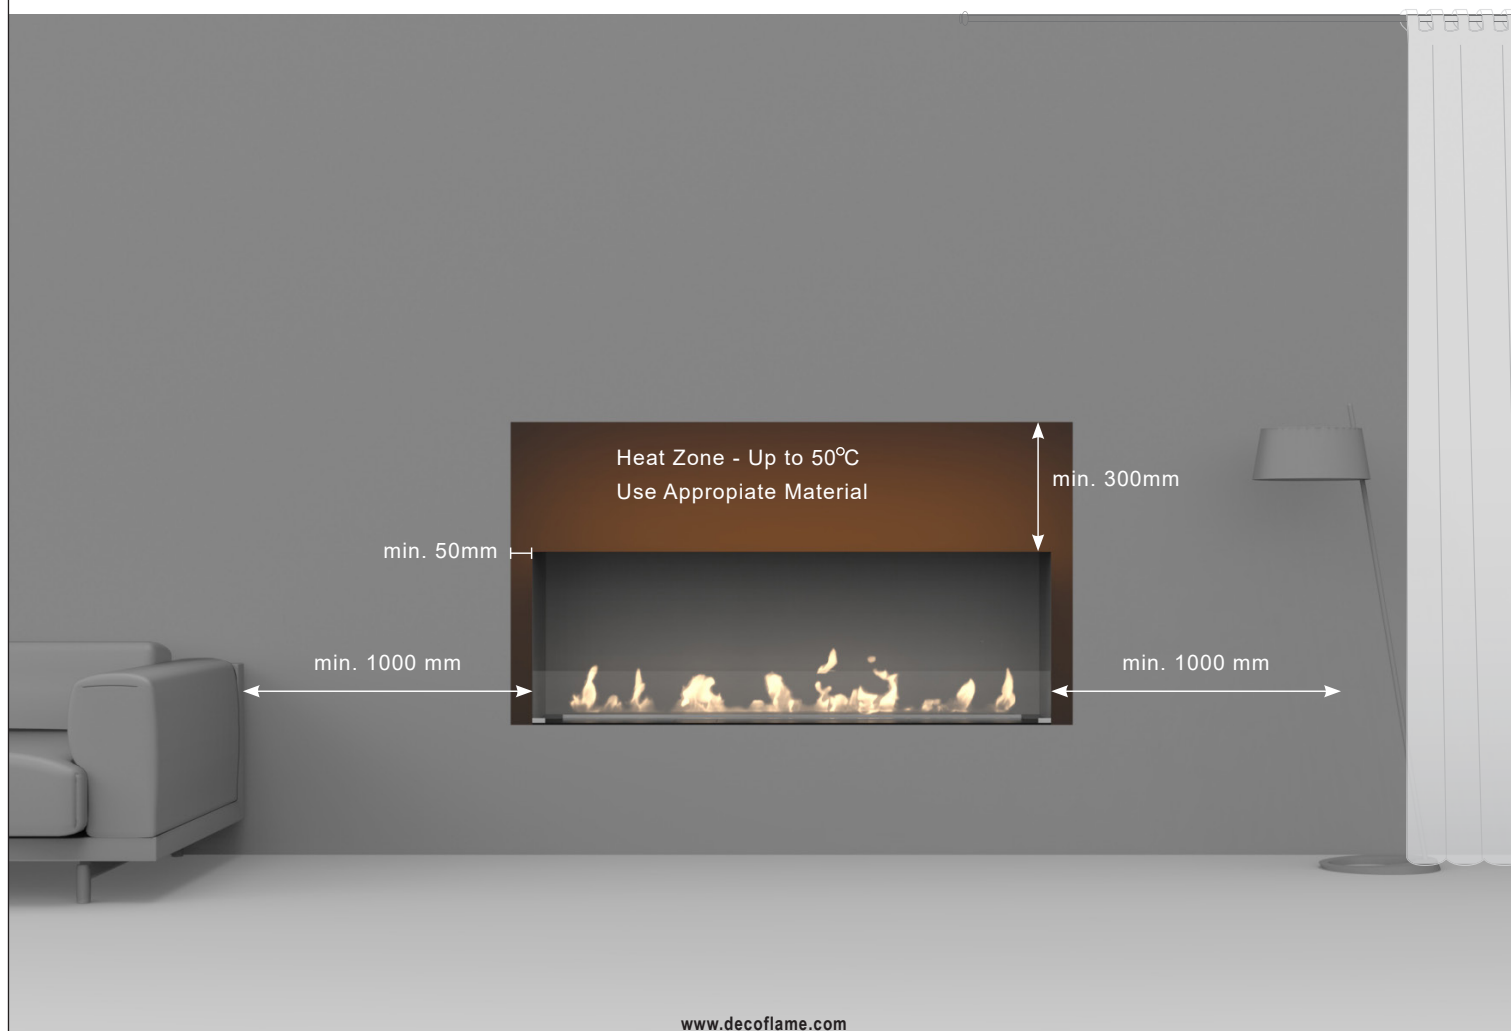 Heat Zone - Up to 50°C
Use Appropiate Material
min. 300mm
min. 50mm
min. 1000 mm
min. 1000 mm
www.decoflame.com